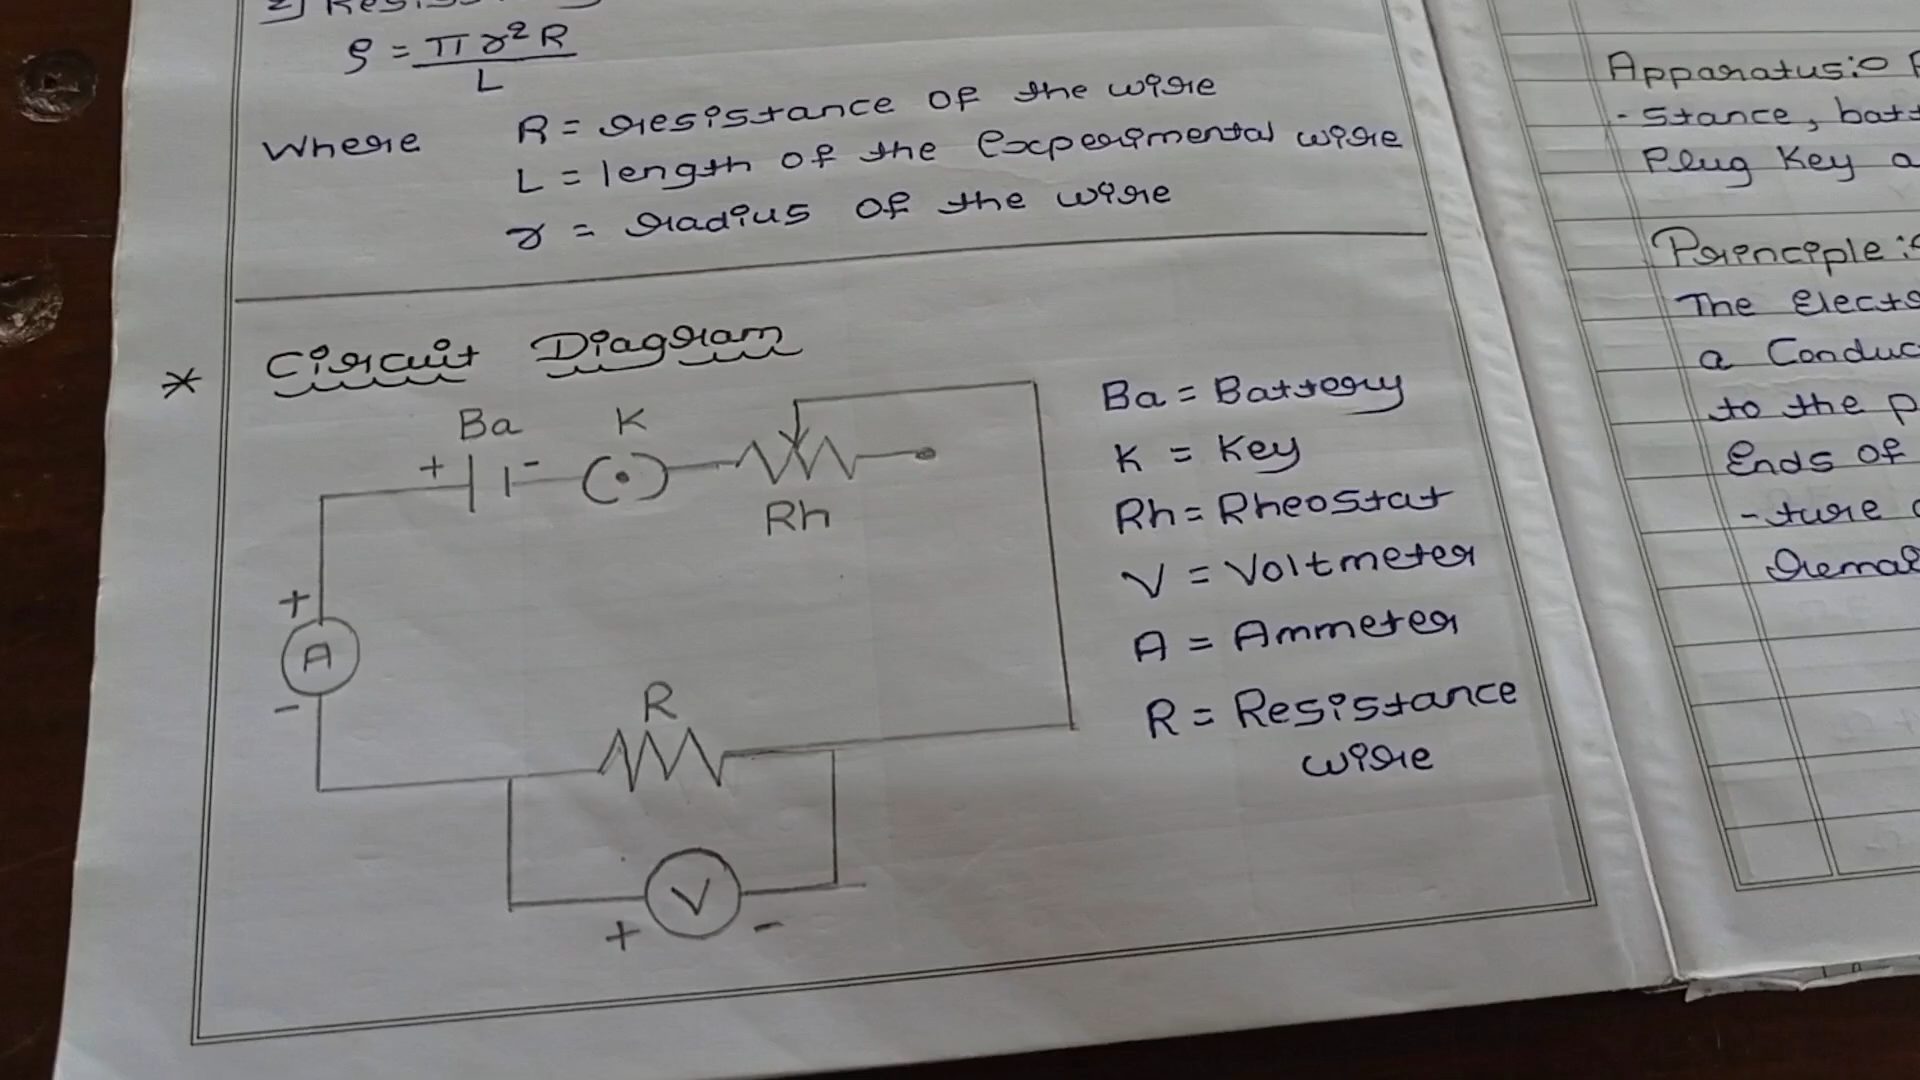 ρ = πr²R
L
Where R = resistance of the wire
L = length of the experimental wire
r = radius of the wire
* Circuit Diagram
Ba K
+ -
Rh
+
A
-
R
V
+ -
Ba = Battery
K = Key
Rh = Rheostat
V = Voltmeter
A = Ammeter
R = Resistance
wire
Apparatus:
-stance,
Plug Key
Principle:
The
a
to the
Ends of
-ture